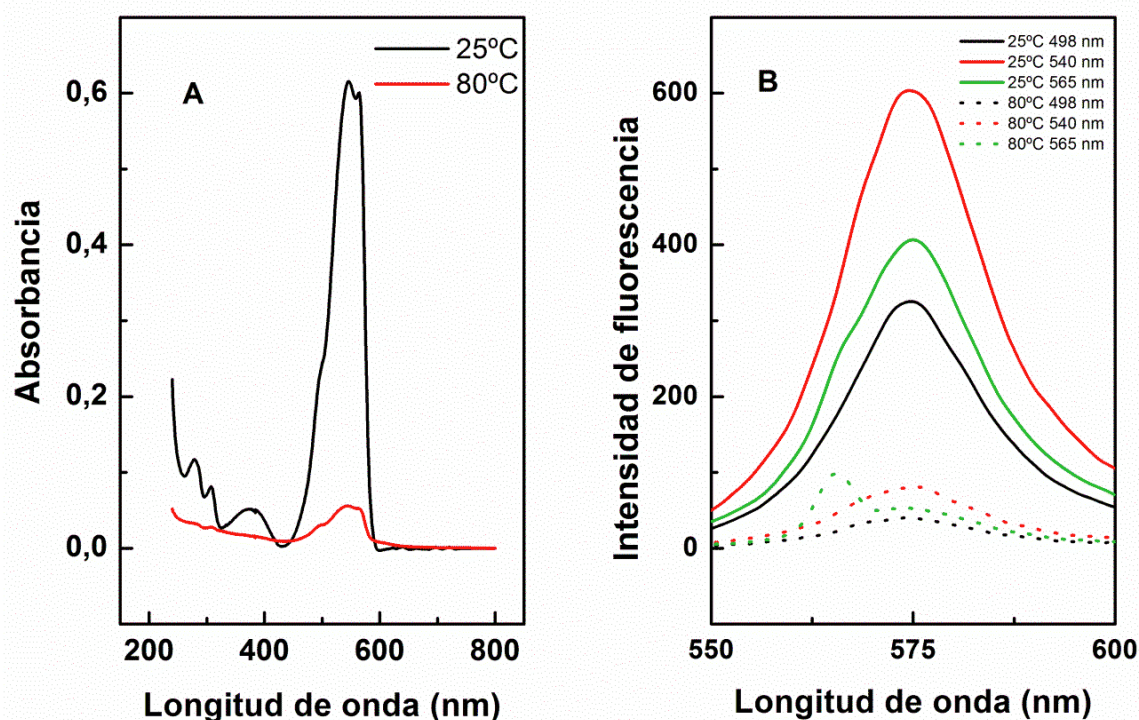 A
25ºC
80ºC
0,6
0,4
0,2
0,0
Absorbancia
200 400 600 800
Longitud de onda (nm)
B
25ºC 498 nm
25ºC 540 nm
25ºC 565 nm
80ºC 498 nm
80ºC 540 nm
80ºC 565 nm
600
400
200
0
Intensidad de fluorescencia
550 575 600
Longitud de onda (nm)